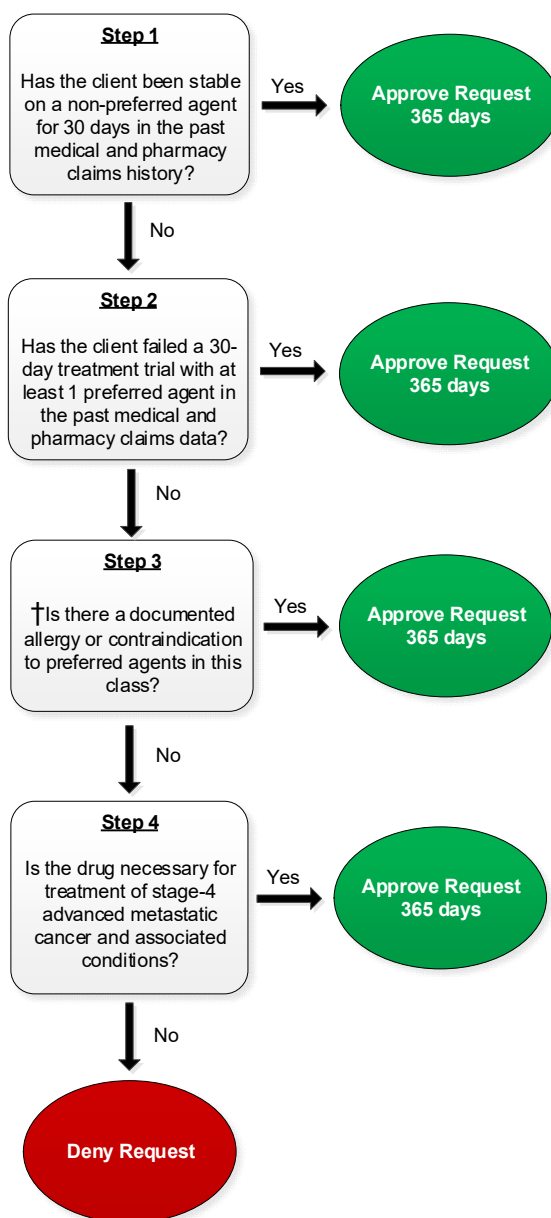 Step 1
Has the client been stable
on a non-preferred agent
for 30 days in the past
medical and pharmacy
claims history?
Yes
Approve Request
365 days
No
Step 2
Has the client failed a 30-
day treatment trial with at
least 1 preferred agent in
the past medical and
pharmacy claims data?
Yes
Approve Request
365 days
No
Step 3
†Is there a documented
allergy or contraindication
to preferred agents in this
class?
Yes
Approve Request
365 days
No
Step 4
Is the drug necessary for
treatment of stage-4
advanced metastatic
cancer and associated
conditions?
Yes
Approve Request
365 days
No
Deny Request